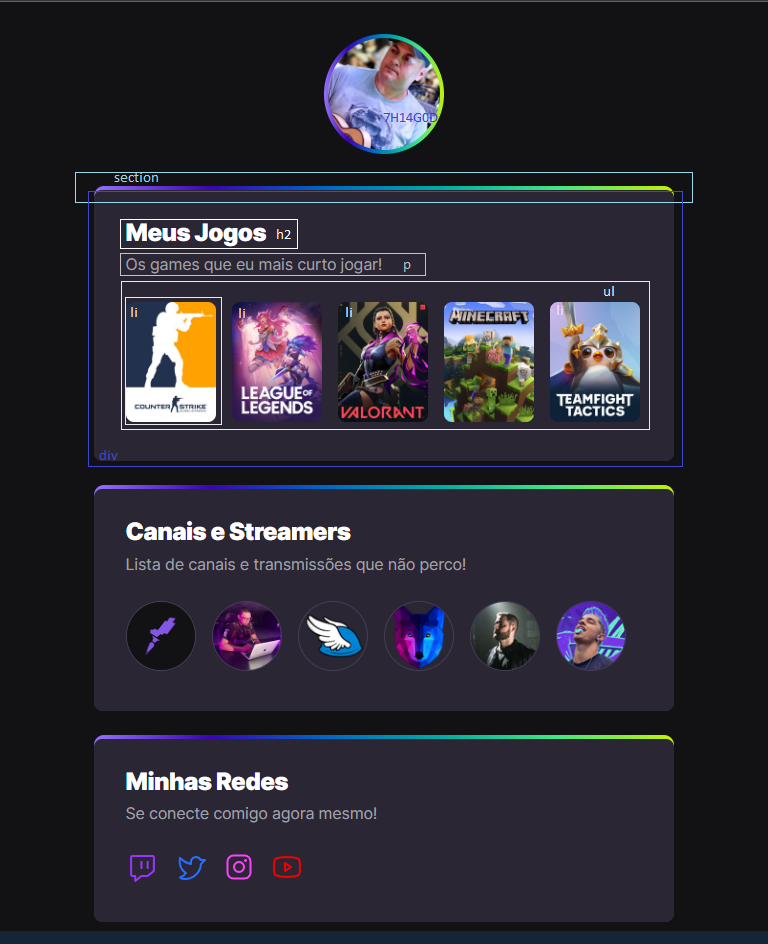 7H14G0D
section
Meus Jogos h2
Os games que eu mais curto jogar! p
ul
li li li li
COUNTER STRIKE
LEAGUE OF LEGENDS
VALORANT
MINECRAFT
TEAMFIGHT TACTICS
div
Canais e Streamers
Lista de canais e transmissões que não perco!
Minhas Redes
Se conecte comigo agora mesmo!